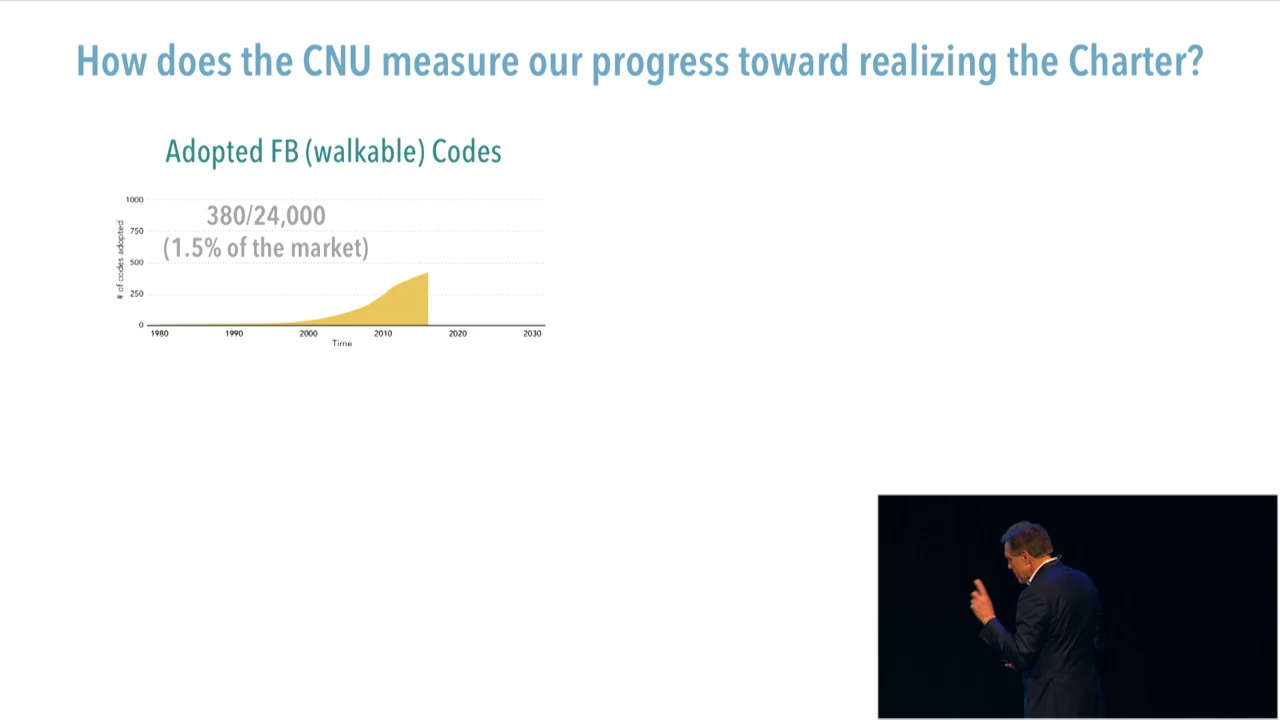 How does the CNU measure our progress toward realizing the Charter?
Adopted FB (walkable) Codes
380/24,000
(1.5% of the market)
# of codes adopted
1000
750
500
250
0
1980 1990 2000 2010 2020 2030
Time